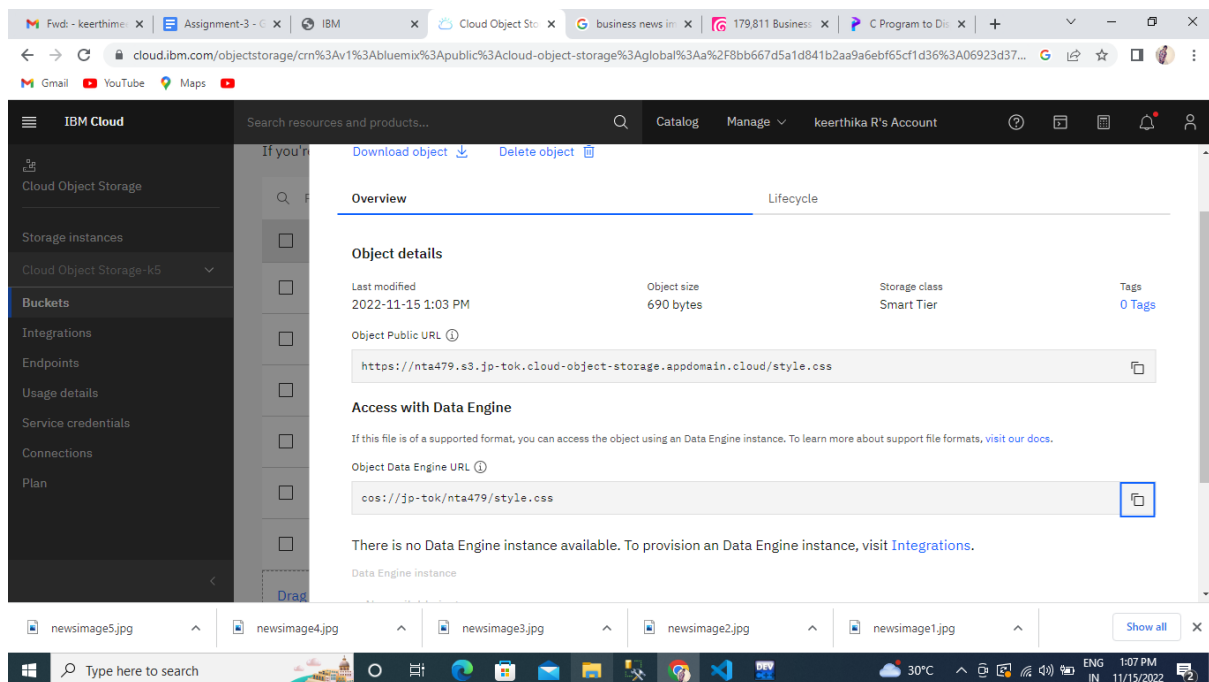 Fwd: - keerthime
Assignment-3 - G
IBM
Cloud Object Sto
business news im
179,811 Business
C Program to Dis
cloud.ibm.com/objectstorage/crn%3Av1%3Abluemix%3Apublic%3Acloud-object-storage%3Aglobal%3Aa%2F8bb667d5a1d841b2aa9a6ebf65cf1d36%3A06923d37...
Gmail YouTube Maps
IBM Cloud Search resources and products... Catalog Manage keerthika R's Account
If you're Download object Delete object
Cloud Object Storage
Overview Lifecycle
Storage instances
Cloud Object Storage-k5
Buckets
Integrations
Endpoints
Usage details
Service credentials
Connections
Plan
Object details
Last modified Object size Storage class Tags
2022-11-15 1:03 PM 690 bytes Smart Tier 0 Tags
Object Public URL
https://nta479.s3.jp-tok.cloud-object-storage.appdomain.cloud/style.css
Access with Data Engine
If this file is of a supported format, you can access the object using an Data Engine instance. To learn more about support file formats, visit our docs.
Object Data Engine URL
cos://jp-tok/nta479/style.css
There is no Data Engine instance available. To provision an Data Engine instance, visit Integrations.
Data Engine instance
Drag
newsimage5.jpg newsimage4.jpg newsimage3.jpg newsimage2.jpg newsimage1.jpg Show all
Type here to search DEV 30°C ENG 1:07 PM
IN 11/15/2022 2